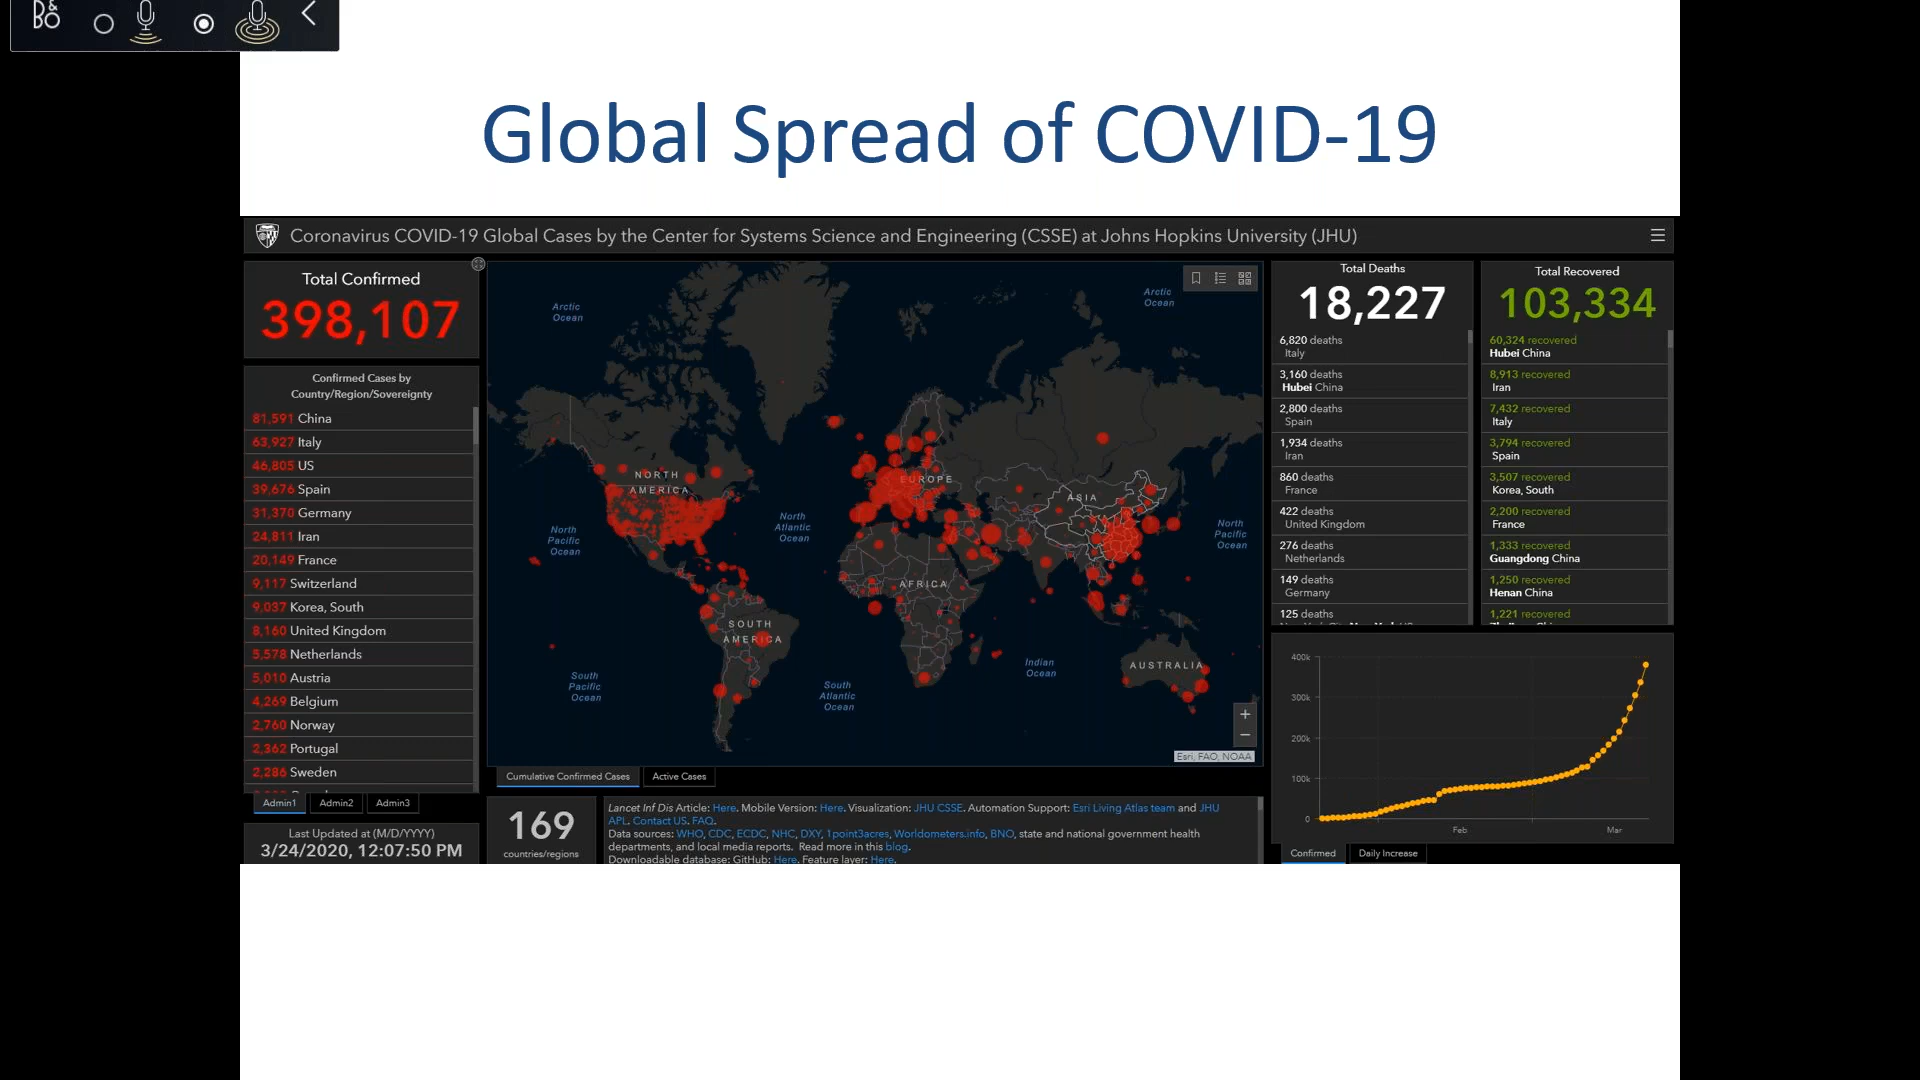 B&O
Global Spread of COVID-19
Coronavirus COVID-19 Global Cases by the Center for Systems Science and Engineering (CSSE) at Johns Hopkins University (JHU)
Total Confirmed
398,107
Confirmed Cases by
Country/Region/Sovereignty
81,591 China
63,927 Italy
46,805 US
39,676 Spain
31,370 Germany
24,811 Iran
20,149 France
9,117 Switzerland
9,037 Korea, South
8,160 United Kingdom
5,578 Netherlands
5,010 Austria
4,269 Belgium
2,760 Norway
2,362 Portugal
2,286 Sweden
Admin1 Admin2 Admin3
Last Updated at (M/D/YYYY)
3/24/2020, 12:07:50 PM
Arctic
Ocean
Arctic
Ocean
NORTH
AMERICA
EUROPE
ASIA
North
Pacific
Ocean
North
Atlantic
Ocean
North
Pacific
Ocean
AFRICA
SOUTH
AMERICA
South
Pacific
Ocean
South
Atlantic
Ocean
Indian
Ocean
AUSTRALIA
+
−
Esri, FAO, NOAA
Cumulative Confirmed Cases Active Cases
169
countries/regions
Lancet Inf Dis Article: Here. Mobile Version: Here. Visualization: JHU CSSE. Automation Support: Esri Living Atlas team and JHU
APL. Contact US. FAQ.
Data sources: WHO, CDC, ECDC, NHC, DXY, 1point3acres, Worldometers.info, BNO, state and national government health
departments, and local media reports. Read more in this blog.
Downloadable database: GitHub: Here. Feature layer: Here.
Total Deaths
18,227
6,820 deaths
Italy
3,160 deaths
Hubei China
2,800 deaths
Spain
1,934 deaths
Iran
860 deaths
France
422 deaths
United Kingdom
276 deaths
Netherlands
149 deaths
Germany
125 deaths
Total Recovered
103,334
60,324 recovered
Hubei China
8,913 recovered
Iran
7,432 recovered
Italy
3,794 recovered
Spain
3,507 recovered
Korea, South
2,200 recovered
France
1,333 recovered
Guangdong China
1,250 recovered
Henan China
1,221 recovered
400k
300k
200k
100k
0
Feb
Mar
Confirmed Daily Increase